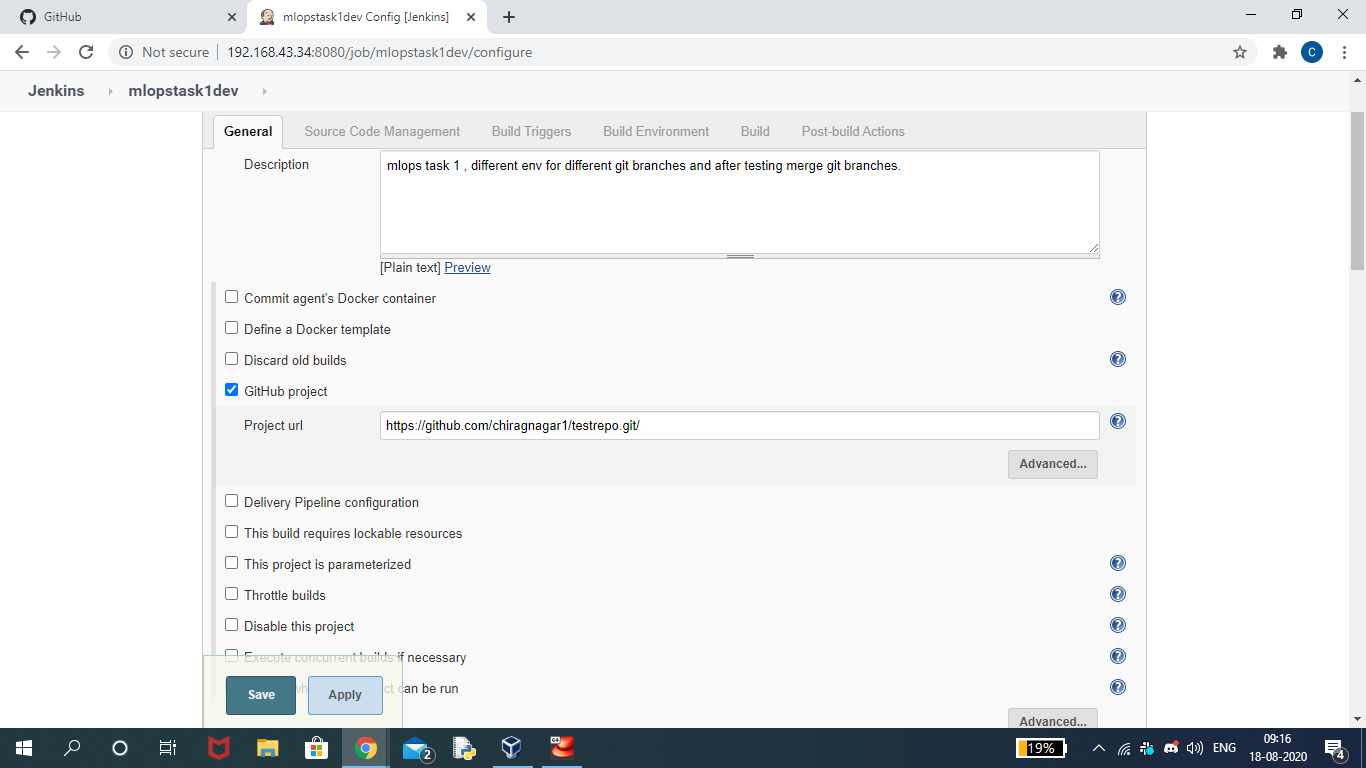 GitHub
mlopstask1dev Config [Jenkins]
Not secure
192.168.43.34:8080/job/mlopstask1dev/configure
C
Jenkins
mlopstask1dev
General
Source Code Management
Build Triggers
Build Environment
Build
Post-build Actions
Description
mlops task 1 , different env for different git branches and after testing merge git branches.
[Plain text] Preview
Commit agent's Docker container
Define a Docker template
Discard old builds
GitHub project
Project url
https://github.com/chiragnagar1/testrepo.git/
Advanced...
Delivery Pipeline configuration
This build requires lockable resources
This project is parameterized
Throttle builds
Disable this project
Execute concurrent builds if necessary
can be run
Save
Apply
Advanced...
2
19%
ENG
09:16
18-08-2020
4